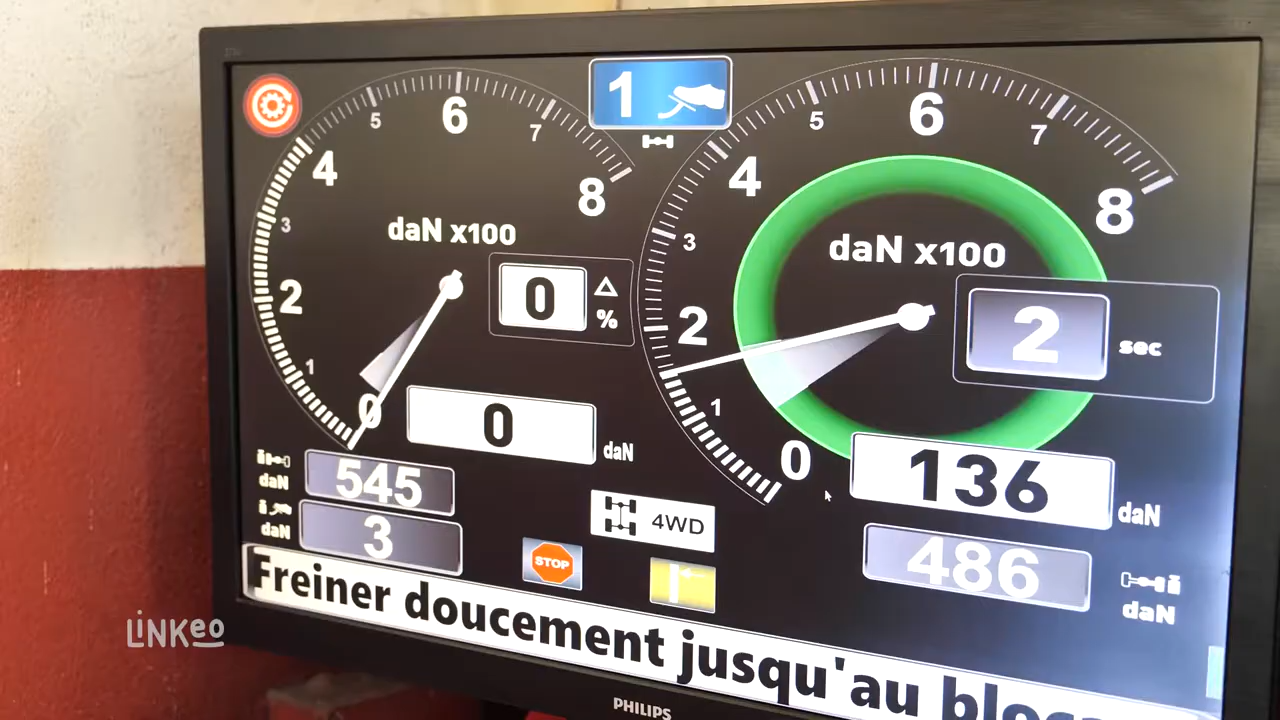 1
5 6 7
4 8
3
2
1
0
daN x100
0 %
0 daN
5 6 7
4 8
3
2
1
0
daN x100
2 sec
136 daN
daN 545
daN 3
4WD
STOP
486 daN
Freiner doucement jusqu'au
LINKeo
PHILIPS